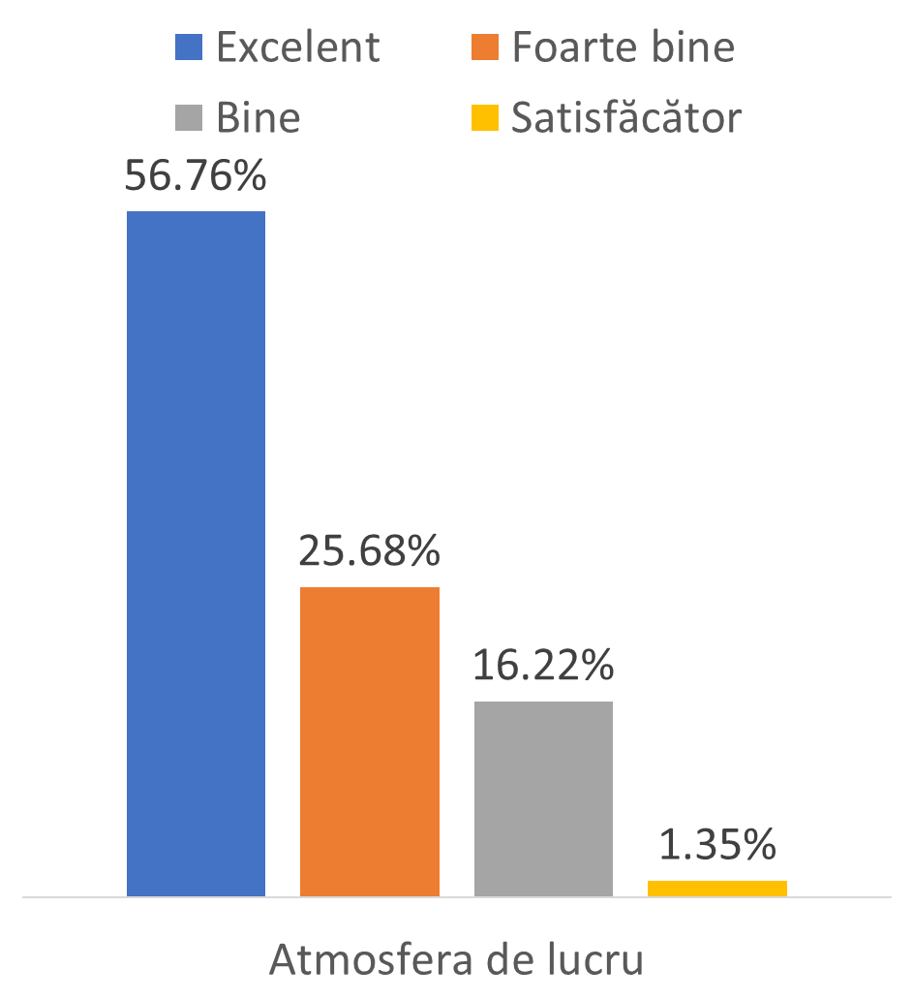 Excelent Foarte bine
Bine Satisfăcător
56.76%
25.68%
16.22%
1.35%
Atmosfera de lucru